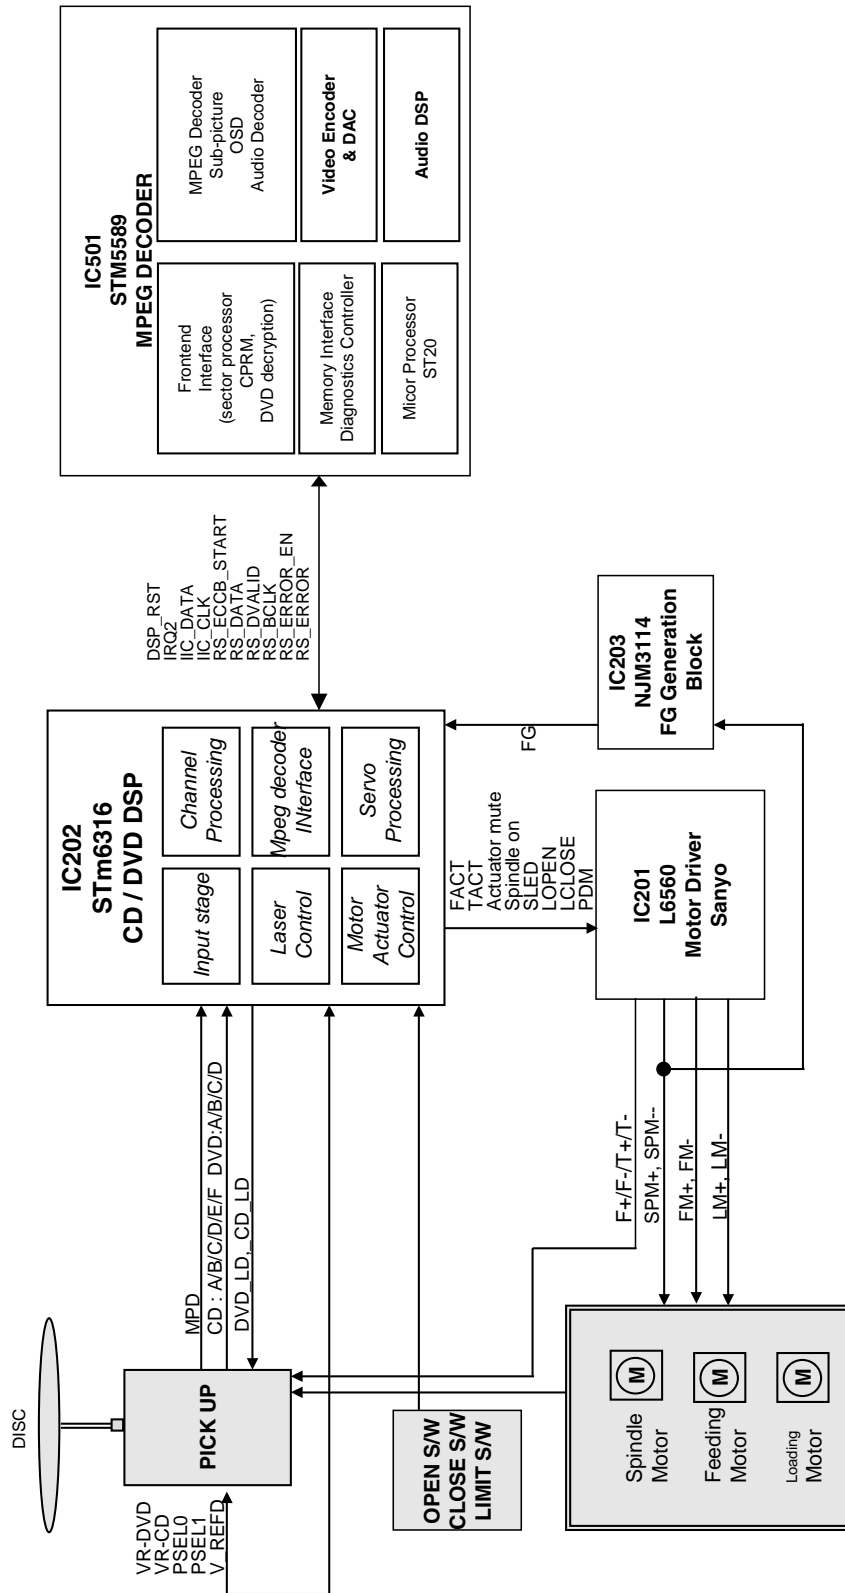 DISC
PICK UP
VR-DVD
VR-CD
PSEL0
PSEL1
V_REFD
MPD
CD : A/B/C/D/E/F DVD:A/B/C/D
DVD_LD, CD_LD
OPEN S/W
CLOSE S/W
LIMIT S/W
Spindle
Motor
M
Feeding
Motor
M
Loading
Motor
M
F+/F-/T+/T-
SPM+, SPM--
FM+, FM-
LM+, LM-
IC202
STm6316
CD / DVD DSP
Input stage
Channel
Processing
Laser
Control
Mpeg decoder
INterface
Motor
Actuator
Control
Servo
Processing
FACT
TACT
Actuator mute
Spindle on
SLED
LOPEN
LCLOSE
PDM
FG
IC201
L6560
Motor Driver
Sanyo
IC203
NJM3114
FG Generation
Block
DSP_RST
IRQ2
IIC_DATA
IIC_CLK
RS_ECCB_START
RS_DATA
RS_DVALID
RS_BCLK
RS_ERROR_EN
RS_ERROR
IC501
STM5589
MPEG DECODER
Frontend
Interface
(sector processor
CPRM,
DVD decryption)
MPEG Decoder
Sub-picture
OSD
Audio Decoder
Memory Interface
Diagnostics Controller
Video Encoder
& DAC
Micor Processor
ST20
Audio DSP